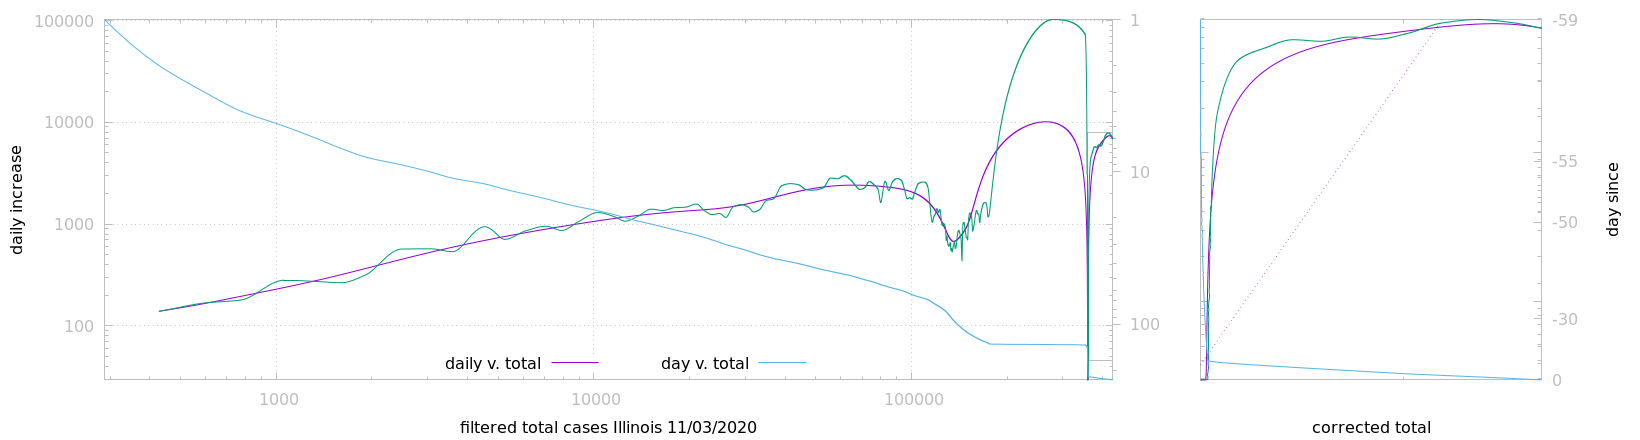 100000
10000
1000
100
daily increase
1000
10000
100000
filtered total cases Illinois 11/03/2020
daily v. total
day v. total
1
10
100
-59
-55
-50
-30
0
day since
corrected total